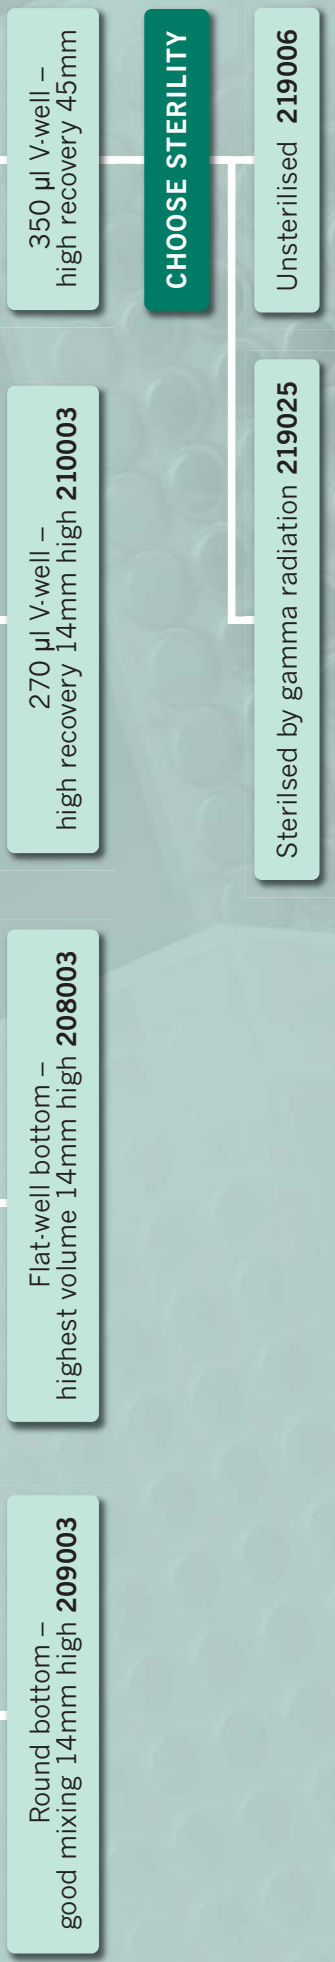 Round bottom –
good mixing 14mm high 209003
Flat-well bottom –
highest volume 14mm high 208003
270 µl V-well –
high recovery 14mm high 210003
350 µl V-well –
high recovery 45mm
CHOOSE STERILITY
Sterilsed by gamma radiation 219025
Unsterilised 219006